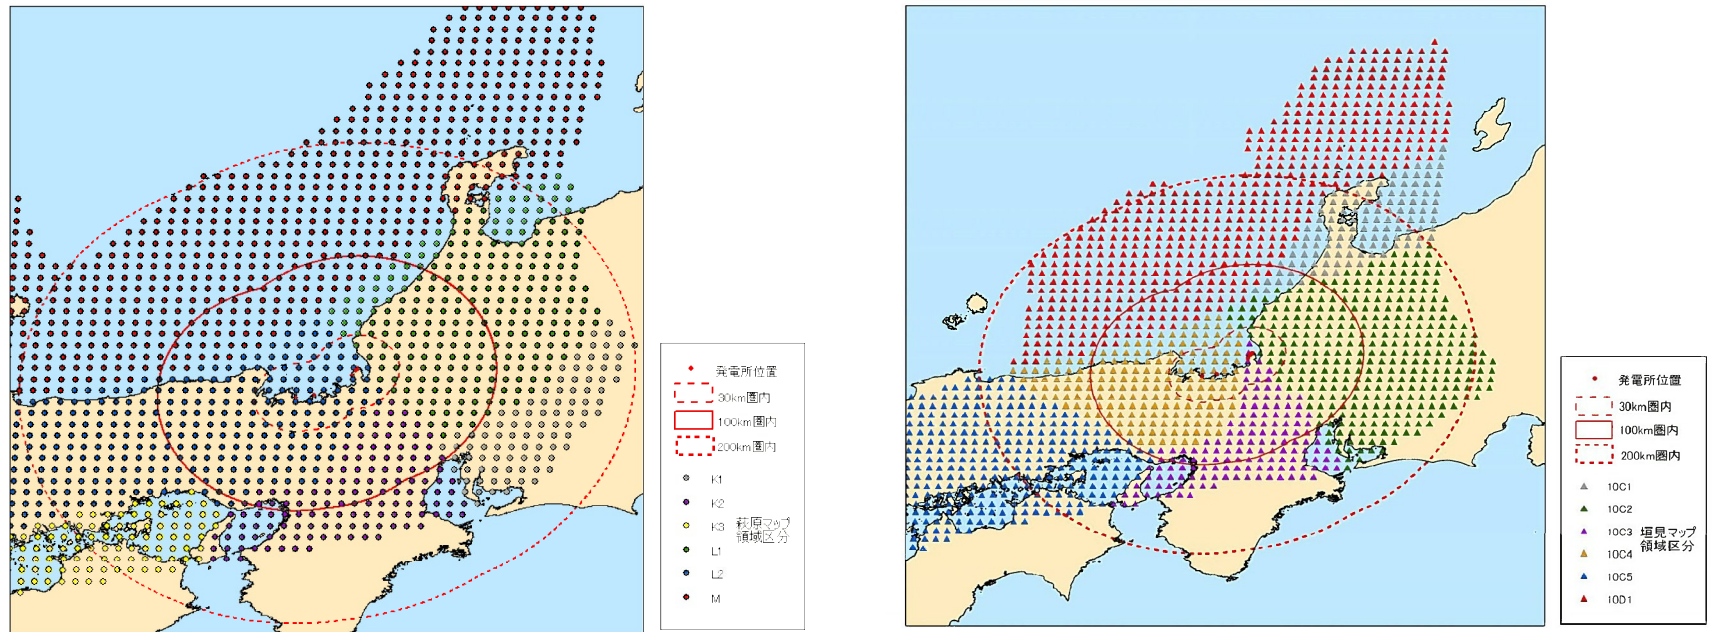 発電所位置
30km圏内
100km圏内
200km圏内
K1
K2
K3
萩原マップ
領域区分
L1
L2
M
発電所位置
30km圏内
100km圏内
200km圏内
10C1
10C2
10C3
垣見マップ
領域区分
10C4
10C5
10D1